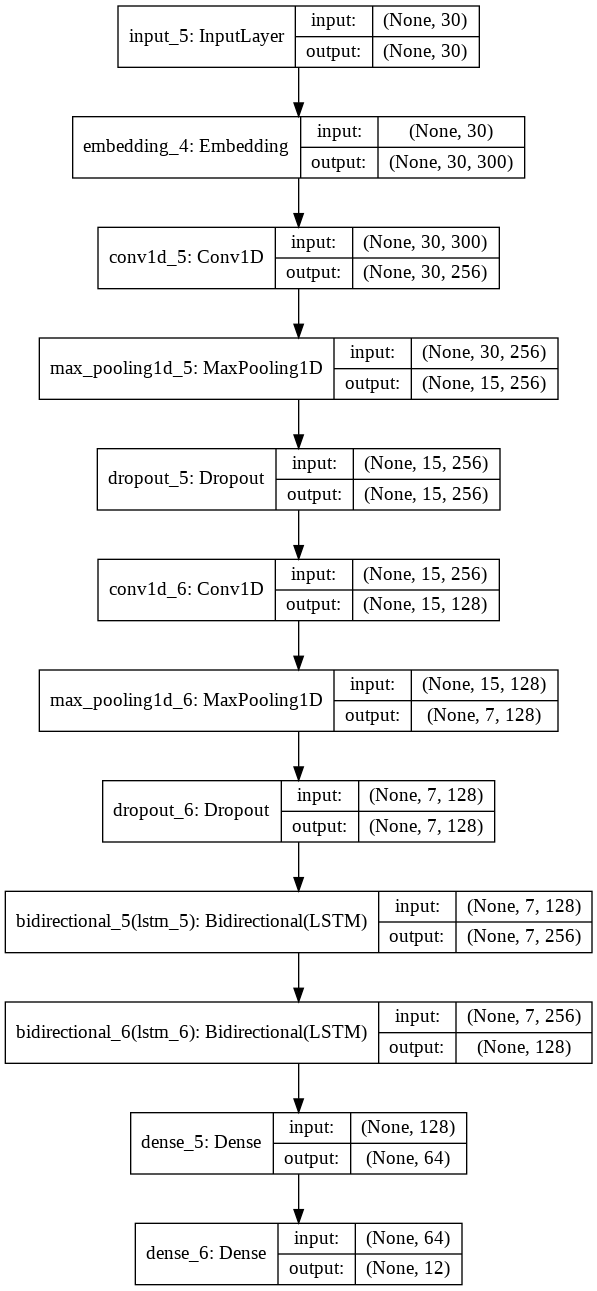 input_5: InputLayer
input: (None, 30)
output: (None, 30)
embedding_4: Embedding
input: (None, 30)
output: (None, 30, 300)
conv1d_5: Conv1D
input: (None, 30, 300)
output: (None, 30, 256)
max_pooling1d_5: MaxPooling1D
input: (None, 30, 256)
output: (None, 15, 256)
dropout_5: Dropout
input: (None, 15, 256)
output: (None, 15, 256)
conv1d_6: Conv1D
input: (None, 15, 256)
output: (None, 15, 128)
max_pooling1d_6: MaxPooling1D
input: (None, 15, 128)
output: (None, 7, 128)
dropout_6: Dropout
input: (None, 7, 128)
output: (None, 7, 128)
bidirectional_5(lstm_5): Bidirectional(LSTM)
input: (None, 7, 128)
output: (None, 7, 256)
bidirectional_6(lstm_6): Bidirectional(LSTM)
input: (None, 7, 256)
output: (None, 128)
dense_5: Dense
input: (None, 128)
output: (None, 64)
dense_6: Dense
input: (None, 64)
output: (None, 12)